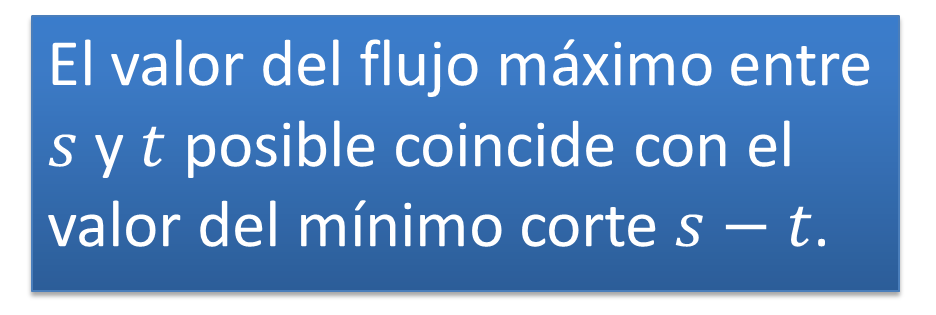 El valor del flujo máximo entre
s y t posible coincide con el
valor del mínimo corte s − t.